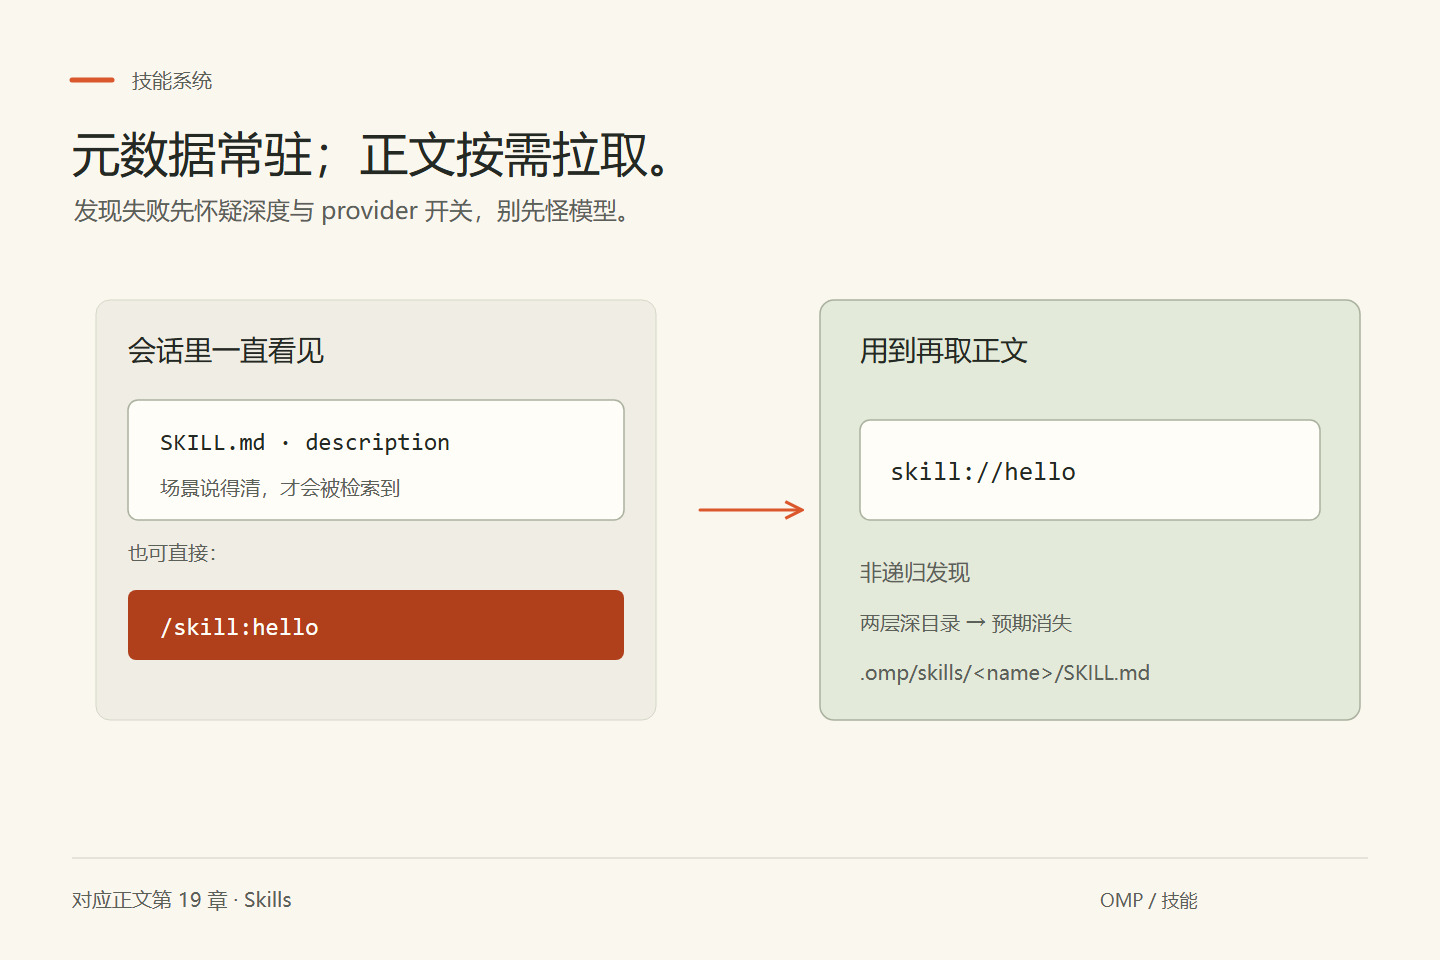 技能系统
元数据常驻；正文按需拉取。
发现失败先怀疑深度与 provider 开关，别先怪模型。
会话里一直看见
SKILL.md · description
场景说得清，才会被检索到
也可直接：
/skill:hello
用到再取正文
skill://hello
非递归发现
两层深目录 → 预期消失
.omp/skills/<name>/SKILL.md
对应正文第 19 章 · Skills
OMP / 技能